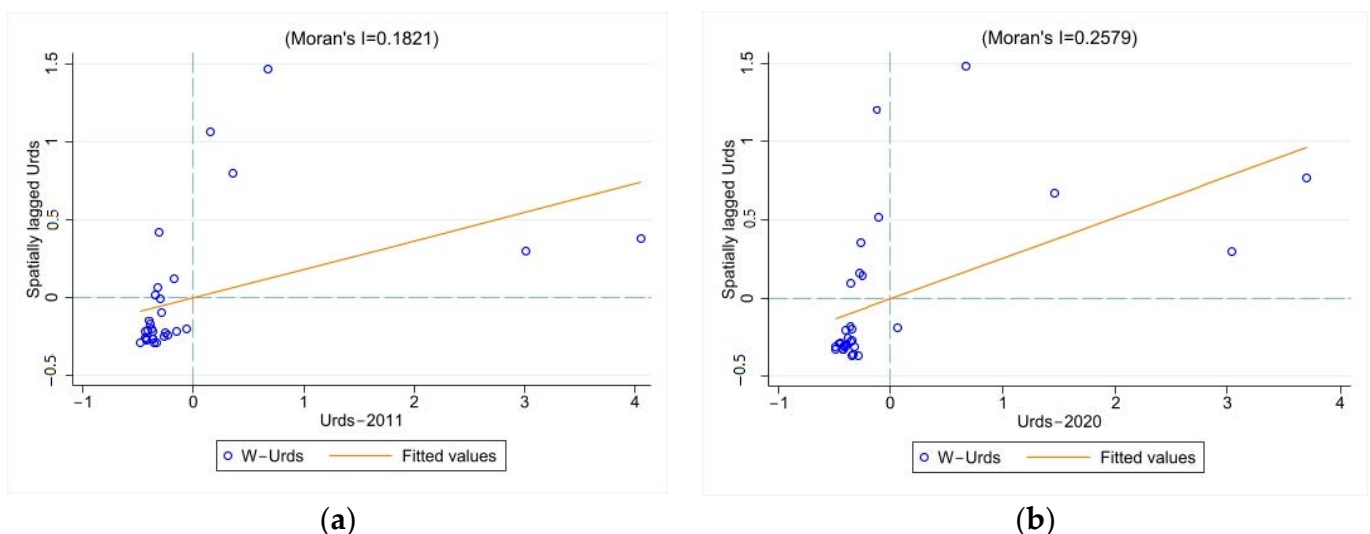 (Moran's I=0.1821)
Spatially lagged Urds
1.5
1
0.5
0
−0.5
−1
0
1
2
3
4
Urds−2011
W−Urds
Fitted values
(a)
(Moran's I=0.2579)
Spatially lagged Urds
1.5
1
0.5
0
−0.5
−1
0
1
2
3
4
Urds−2020
W−Urds
Fitted values
(b)